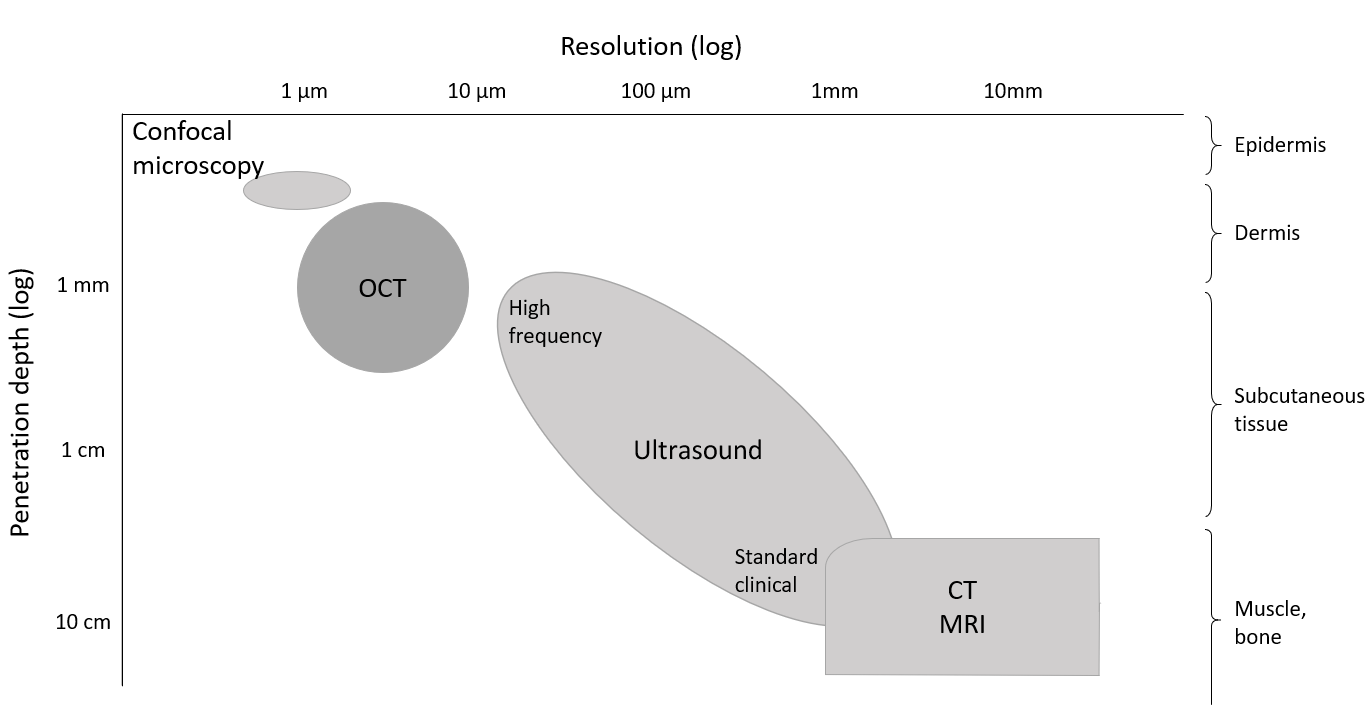 Resolution (log)
1 μm
10 μm
100 μm
1mm
10mm
Confocal
microscopy
Epidermis
Dermis
Penetration depth (log)
1 mm
OCT
High
frequency
Subcutaneous
tissue
1 cm
Ultrasound
Standard
clinical
CT
MRI
10 cm
Muscle,
bone